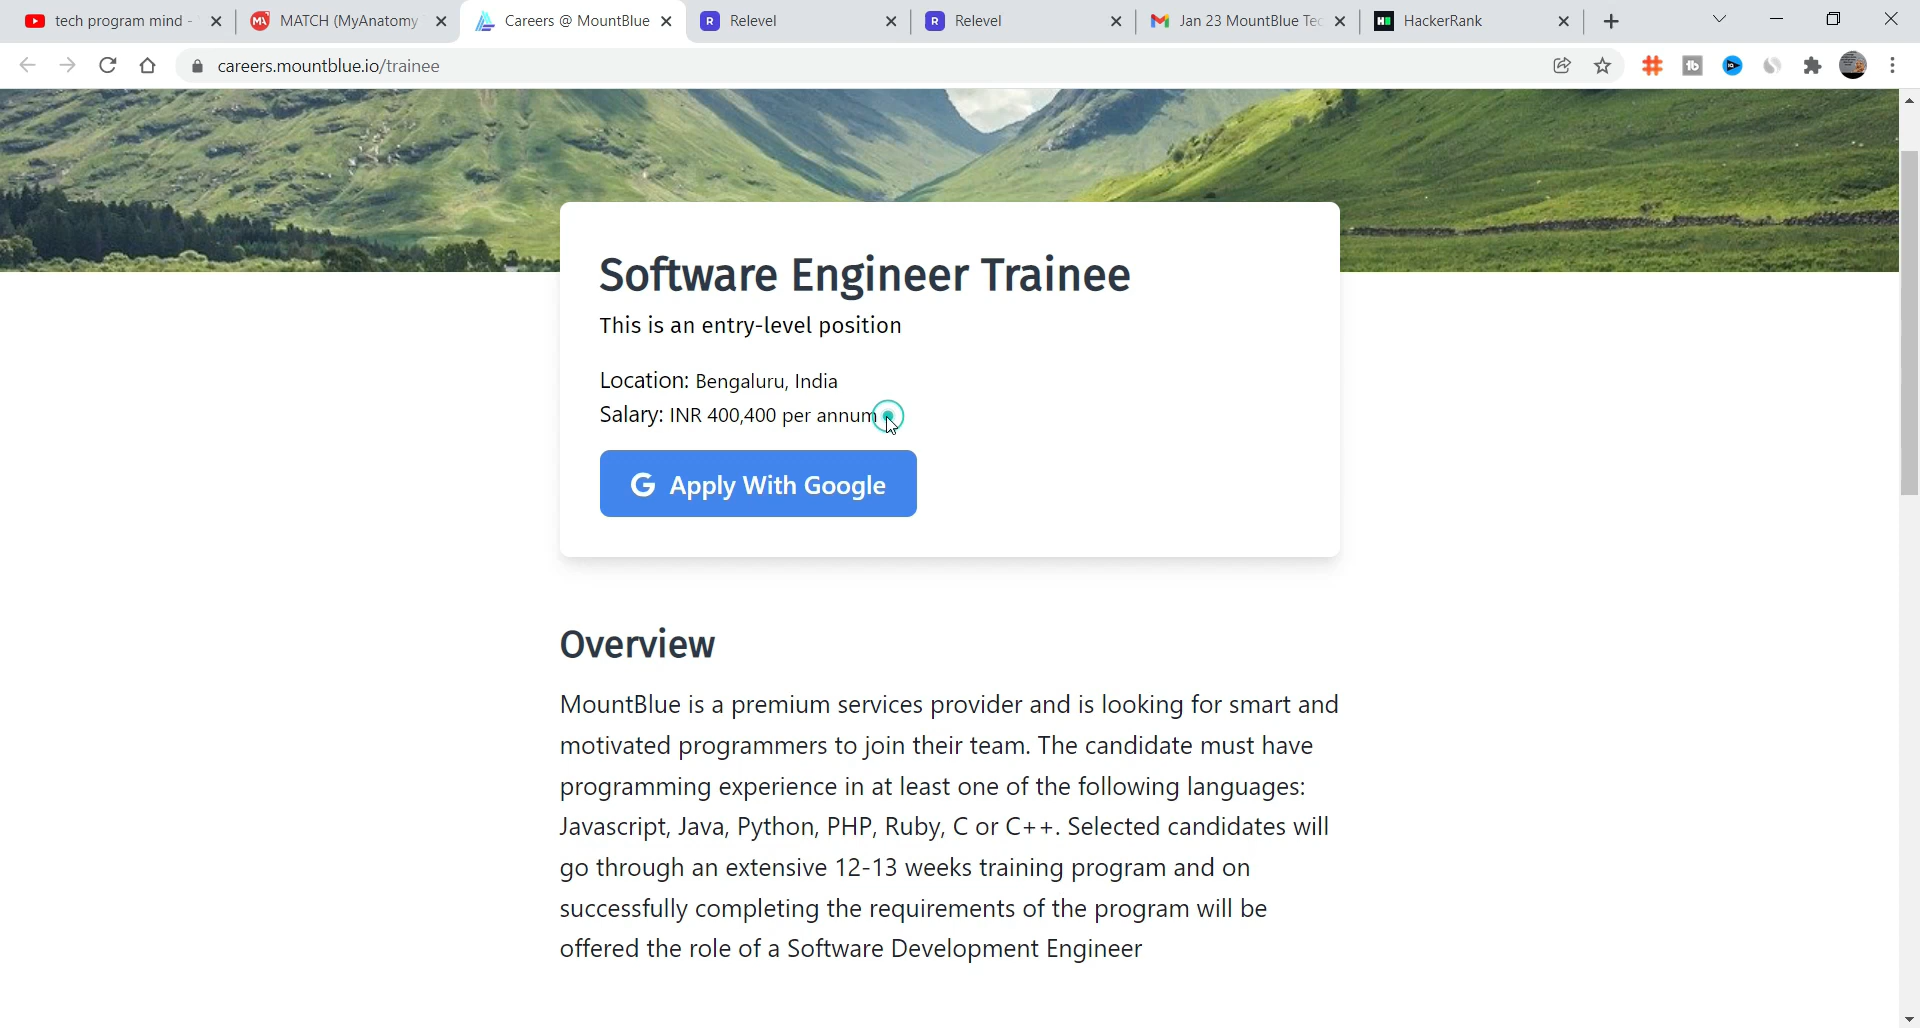 tech program mind -
MATCH (MyAnatomy
Careers @ MountBlue
Relevel
Relevel
Jan 23 MountBlue Tec
HackerRank
careers.mountblue.io/trainee
Software Engineer Trainee
This is an entry-level position
Location: Bengaluru, India
Salary: INR 400,400 per annum
G Apply With Google
Overview
MountBlue is a premium services provider and is looking for smart and
motivated programmers to join their team. The candidate must have
programming experience in at least one of the following languages:
Javascript, Java, Python, PHP, Ruby, C or C++. Selected candidates will
go through an extensive 12-13 weeks training program and on
successfully completing the requirements of the program will be
offered the role of a Software Development Engineer